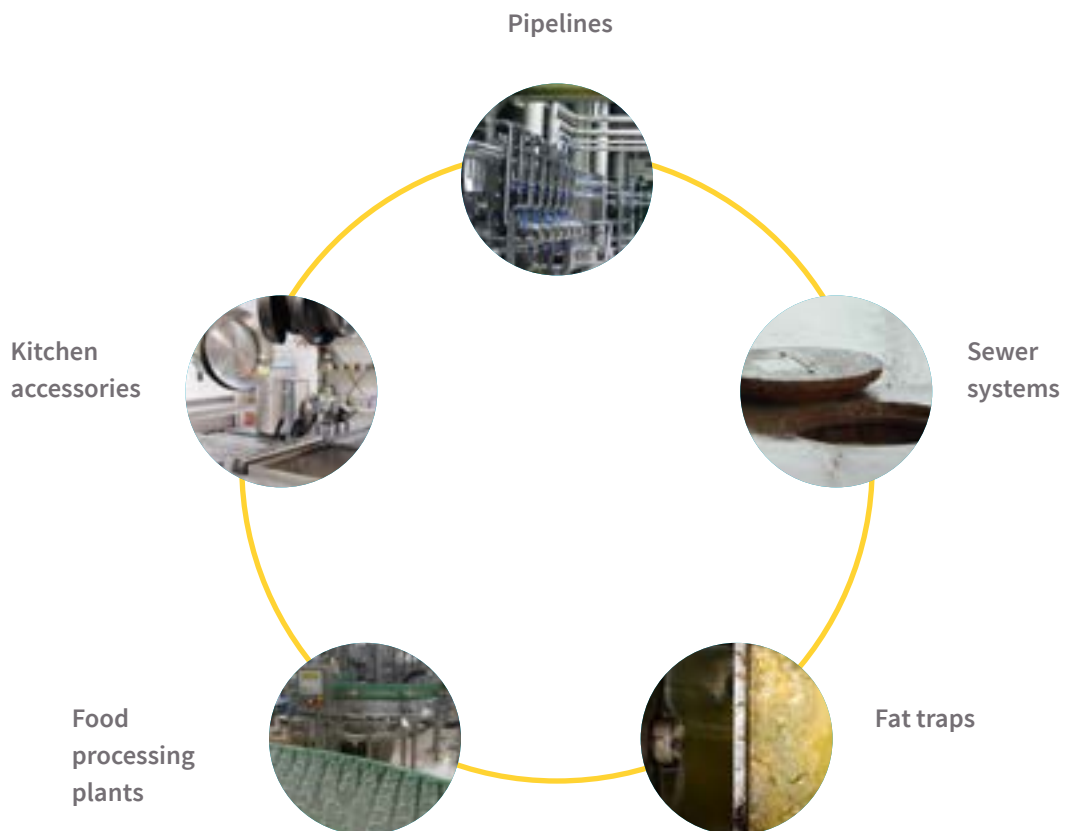 Pipelines
Kitchen
accessories
Sewer
systems
Food
processing
plants
Fat traps